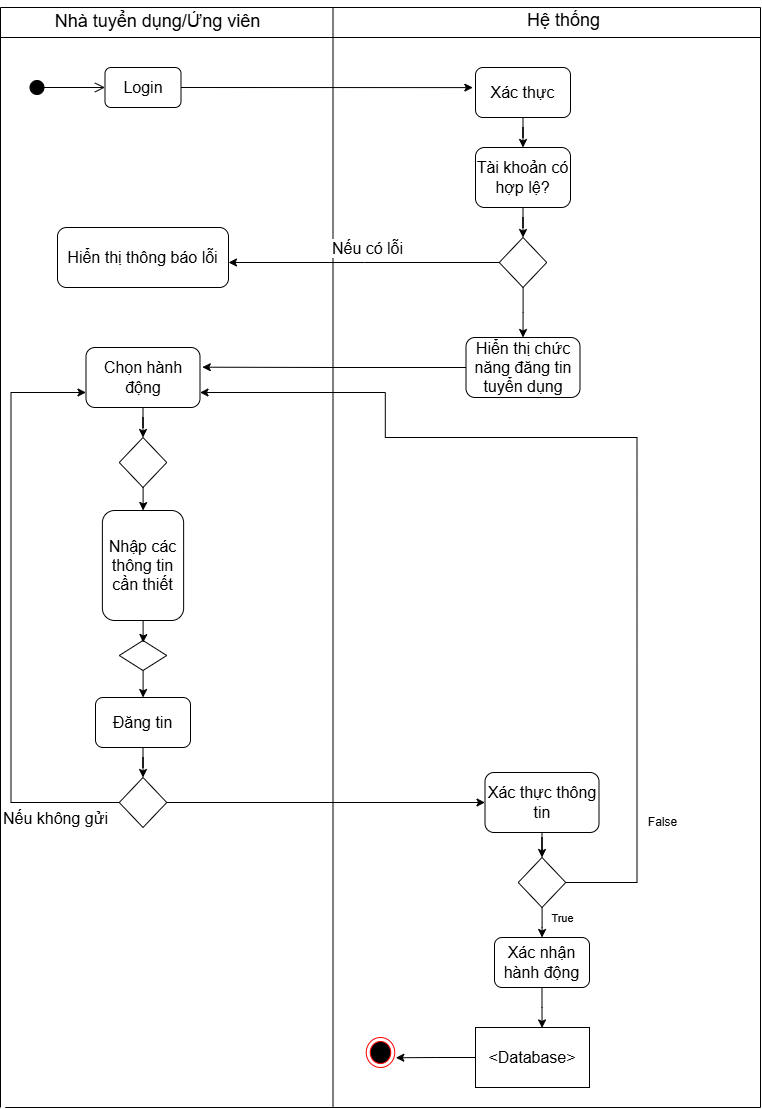 Nhà tuyển dụng/Ứng viên
Hệ thống
Login
Xác thực
Tài khoản có
hợp lệ?
Nếu có lỗi
Hiển thị thông báo lỗi
Hiển thị chức
năng đăng tin
tuyển dụng
Chọn hành
động
Nhập các
thông tin
cần thiết
Đăng tin
Nếu không gửi
Xác thực thông
tin
False
True
Xác nhận
hành động
<Database>